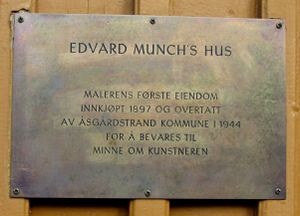 EDVARD MUNCH'S HUS
MALERENS FØRSTE EIENDOM
INNKJØPT 1897 OG OVERTATT
AV ÅSGÅRDSTRAND KOMMUNE I 1944
FOR Å BEVARES TIL
MINNE OM KUNSTNEREN